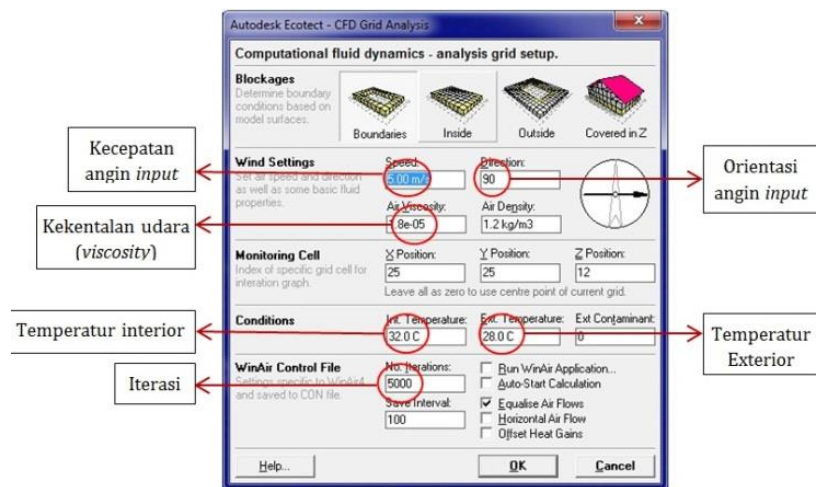 Autodesk Ecotect - CFD Grid Analysis
Computational fluid dynamics - analysis grid setup.
Blockages
Determine boundary
conditions based on
model surfaces.
Boundaries
Inside
Outside
Covered in Z
Kecepatan
angin input
Wind Settings
Set air speed and direction
as well as some basic fluid
properties.
Speed:
5.00 m/s
Direction:
90
Orientasi
angin input
Kekentalan udara
(viscosity)
Air Viscosity:
1.8e-05
Air Density:
1.2 kg/m3
Monitoring Cell
Index of specific grid cell for
interation graph.
X Position:
25
Y Position:
25
Z Position:
12
Leave all as zero to use centre point of current grid.
Temperatur interior
Conditions
Int. Temperature:
32.0 C
Ext. Temperature:
28.0 C
Ext Contaminant:
0
Temperatur
Exterior
Iterasi
WinAir Control File
Settings specific to WinAir4
and saved to CDN file.
No. Iterations:
5000
Save Interval:
100
Run WinAir Application...
Auto-Start Calculation
Equalise Air Flows
Horizontal Air Flow
Offset Heat Gains
Help...
OK
Cancel